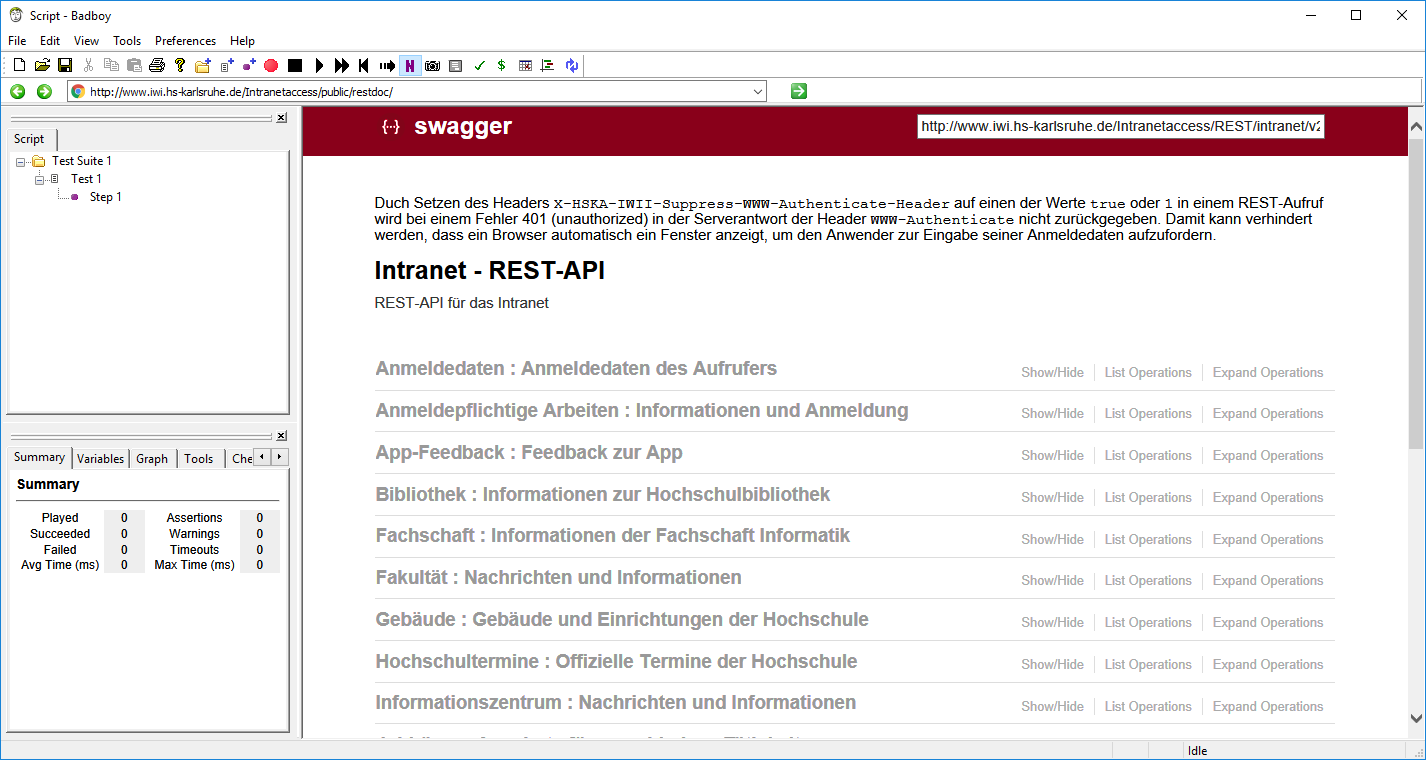 Script - Badboy
File Edit View Tools Preferences Help
N ? $
http://www.iwi.hs-karlsruhe.de/Intranetaccess/public/restdoc/
Script
Test Suite 1
Test 1
Step 1
Summary Variables Graph Tools Che
Summary
Played 0 Assertions 0
Succeeded 0 Warnings 0
Failed 0 Timeouts 0
Avg Time (ms) 0 Max Time (ms) 0
{···} swagger http://www.iwi.hs-karlsruhe.de/Intranetaccess/REST/intranet/v2
Duch Setzen des Headers X-HSKA-IWII-Suppress-WWW-Authenticate-Header auf einen der Werte true oder 1 in einem REST-Aufruf
wird bei einem Fehler 401 (unauthorized) in der Serverantwort der Header WWW-Authenticate nicht zurückgegeben. Damit kann verhindert
werden, dass ein Browser automatisch ein Fenster anzeigt, um den Anwender zur Eingabe seiner Anmeldedaten aufzufordern.
Intranet - REST-API
REST-API für das Intranet
Anmeldedaten : Anmeldedaten des Aufrufers Show/Hide List Operations Expand Operations
Anmeldepflichtige Arbeiten : Informationen und Anmeldung Show/Hide List Operations Expand Operations
App-Feedback : Feedback zur App Show/Hide List Operations Expand Operations
Bibliothek : Informationen zur Hochschulbibliothek Show/Hide List Operations Expand Operations
Fachschaft : Informationen der Fachschaft Informatik Show/Hide List Operations Expand Operations
Fakultät : Nachrichten und Informationen Show/Hide List Operations Expand Operations
Gebäude : Gebäude und Einrichtungen der Hochschule Show/Hide List Operations Expand Operations
Hochschultermine : Offizielle Termine der Hochschule Show/Hide List Operations Expand Operations
Informationszentrum : Nachrichten und Informationen Show/Hide List Operations Expand Operations
Idle